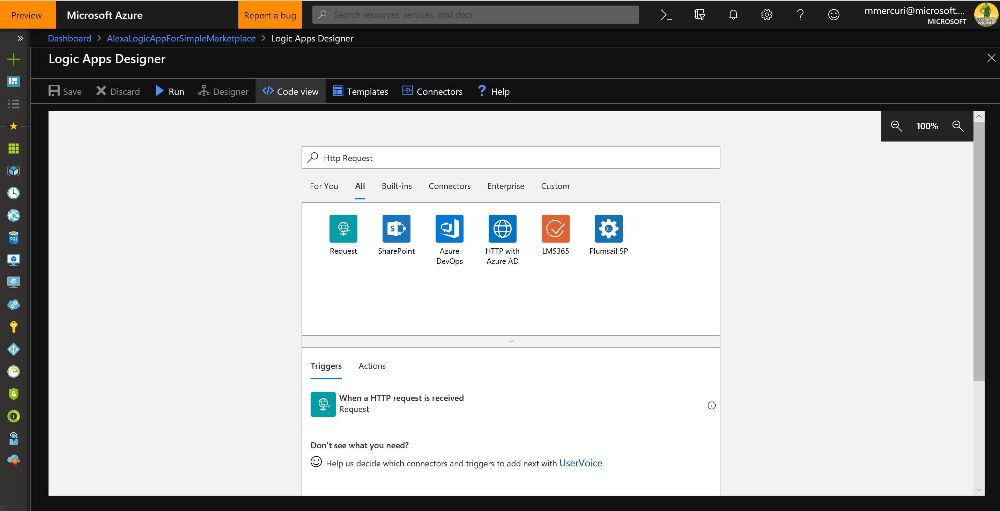 Preview
Microsoft Azure
Report a bug
Search resources, services, and docs
mmercuri@microsoft....
MICROSOFT
I STAND FOR
GOODNESS
Dashboard > AlexaLogicAppForSimpleMarketplace > Logic Apps Designer
Logic Apps Designer
Save Discard Run Designer </> Code view Templates Connectors ? Help
100%
Http Request
For You All Built-ins Connectors Enterprise Custom
S
Request SharePoint Azure DevOps HTTP with Azure AD LMS365 Plumsail SP
SQL
Triggers Actions
When a HTTP request is received
Request
Don't see what you need?
Help us decide which connectors and triggers to add next with UserVoice